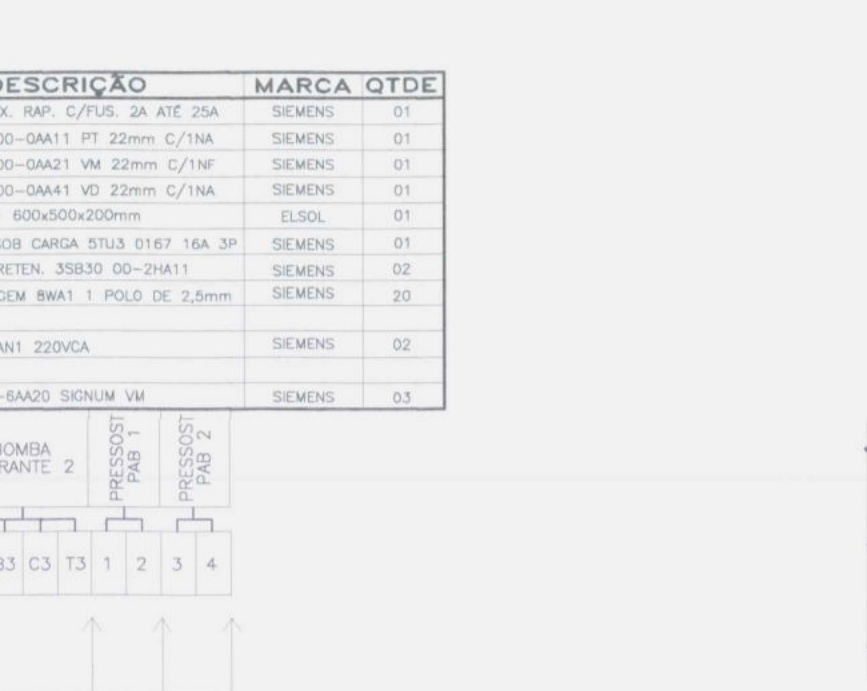 DESCRIÇÃO MARCA QTDE
X. RAP. C/FUS. 2A ATÉ 25A SIEMENS 01
00-0AA11 PT 22mm C/1NA SIEMENS 01
00-0AA21 VM 22mm C/1NF SIEMENS 01
00-0AA41 VD 22mm C/1NA SIEMENS 01
600x500x200mm ELSOL 01
SOB CARGA 5TU3 0167 16A 3P SIEMENS 01
RETEN. 3SB30 00-2HA11 SIEMENS 02
GEM 8WA1 1 POLO DE 2,5mm SIEMENS 20
AN1 220VCA SIEMENS 02
-6AA20 SIGNUM VM SIEMENS 03
BOMBA
RANTE 2
PRESSOST
PAB 1
PRESSOST
PAB 2
B3 C3 T3 1 2 3 4